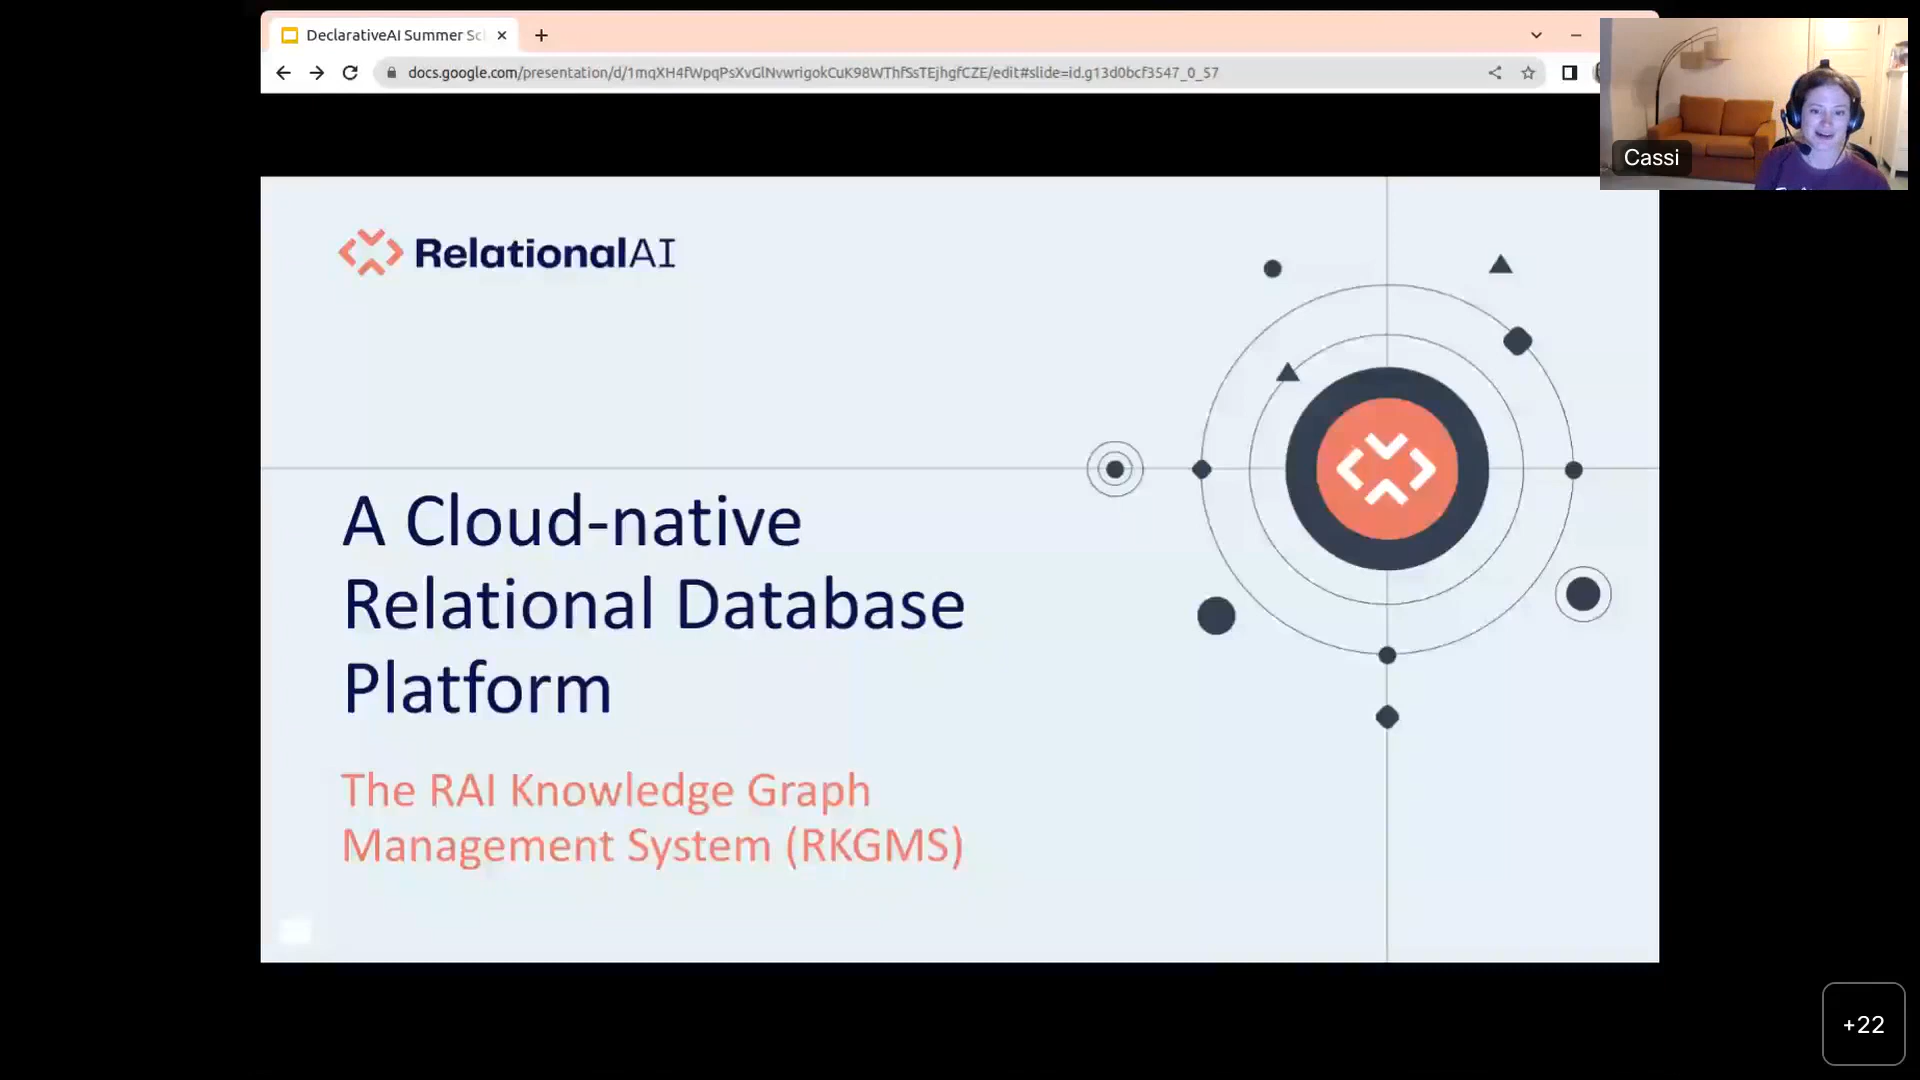 DeclarativeAI Summer Sc
docs.google.com/presentation/d/1mqXH4fWpqPsXvGlNvwrigokCuK98WThfSsTEjhgfCZE/edit#slide=id.g13d0bcf3547_0_57
Cassi
RelationalAI
A Cloud-native
Relational Database
Platform
The RAI Knowledge Graph
Management System (RKGMS)
+22